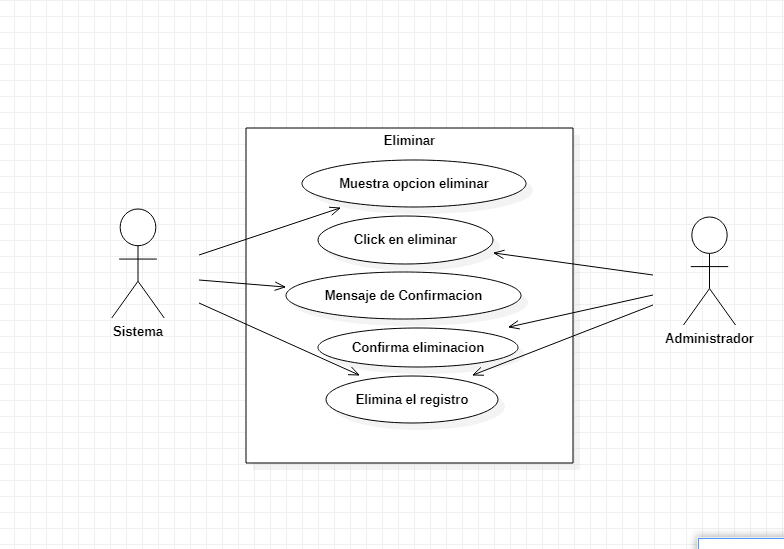 Eliminar
Muestra opcion eliminar
Click en eliminar
Mensaje de Confirmacion
Sistema
Administrador
Confirma eliminacion
Elimina el registro